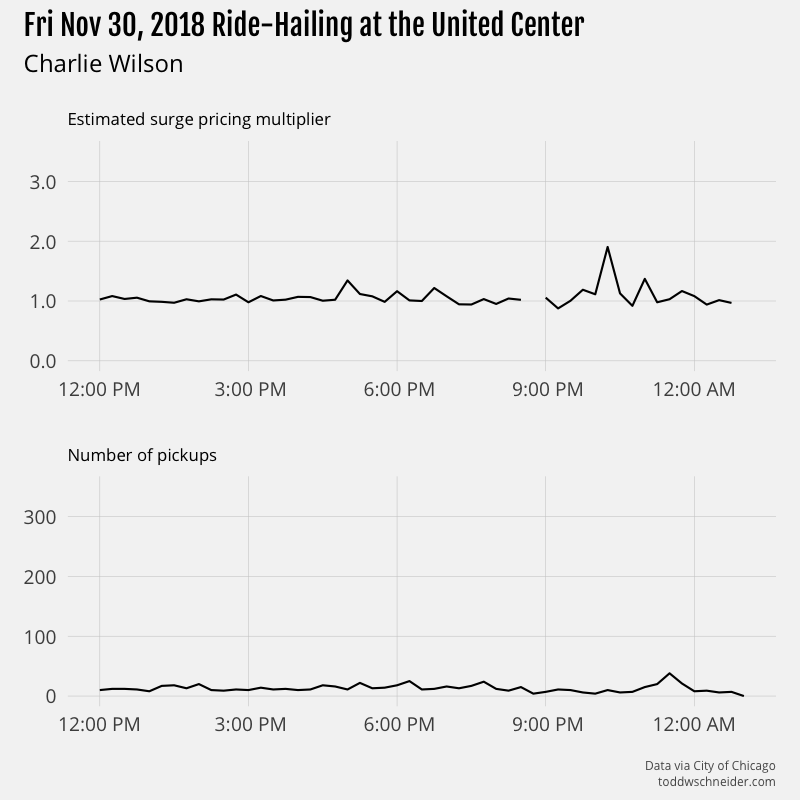 Fri Nov 30, 2018 Ride-Hailing at the United Center
Charlie Wilson
Estimated surge pricing multiplier
3.0
2.0
1.0
0.0
12:00 PM 3:00 PM 6:00 PM 9:00 PM 12:00 AM
Number of pickups
300
200
100
0
12:00 PM 3:00 PM 6:00 PM 9:00 PM 12:00 AM
Data via City of Chicago
toddwschneider.com